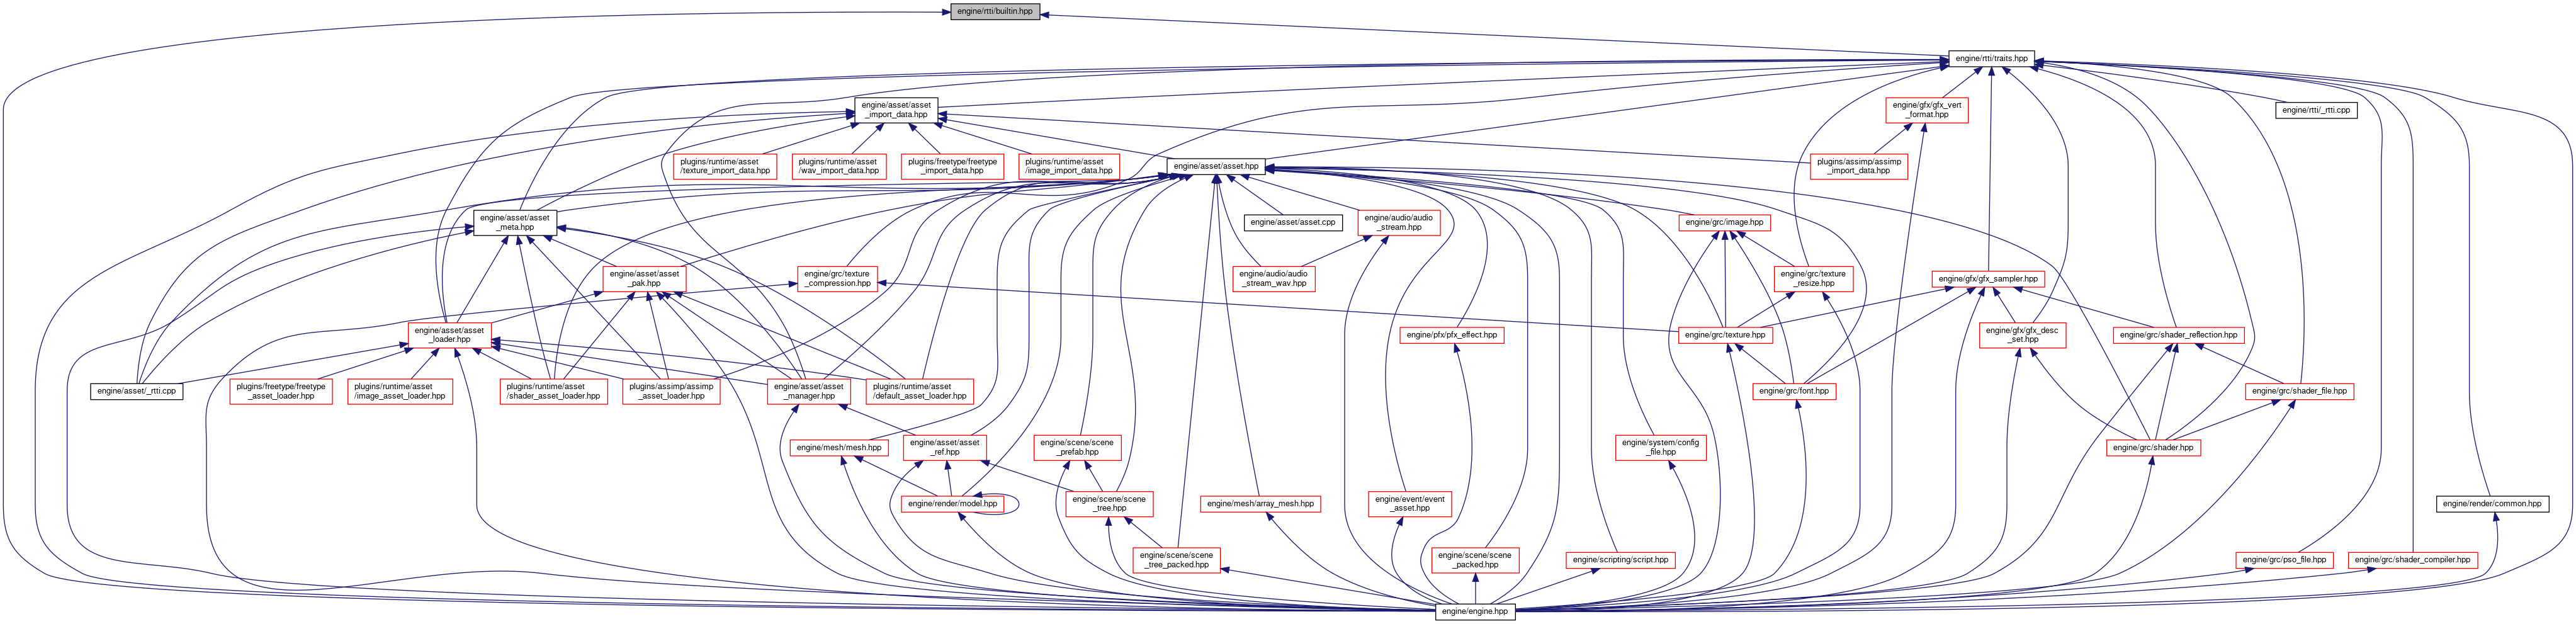 engine/rtti/builtin.hpp
engine/rtti/traits.hpp
engine/asset/asset
_import_data.hpp
engine/gfx/gfx_vert
_format.hpp
engine/rtti/_rtti.cpp
plugins/runtime/asset
/texture_import_data.hpp
plugins/runtime/asset
/wav_import_data.hpp
plugins/freetype/freetype
_import_data.hpp
plugins/runtime/asset
/image_import_data.hpp
engine/asset/asset.hpp
plugins/assimp/assimp
_import_data.hpp
engine/asset/asset
_meta.hpp
engine/asset/asset.cpp
engine/audio/audio
_stream.hpp
engine/grc/image.hpp
engine/asset/asset
_pak.hpp
engine/grc/texture
_compression.hpp
engine/audio/audio
_stream_wav.hpp
engine/grc/texture
_resize.hpp
engine/gfx/gfx_sampler.hpp
engine/asset/asset
_loader.hpp
engine/pfx/pfx_effect.hpp
engine/grc/texture.hpp
engine/gfx/gfx_desc
_set.hpp
engine/grc/shader_reflection.hpp
engine/asset/_rtti.cpp
plugins/freetype/freetype
_asset_loader.hpp
plugins/runtime/asset
/image_asset_loader.hpp
plugins/runtime/asset
/shader_asset_loader.hpp
plugins/assimp/assimp
_asset_loader.hpp
engine/asset/asset
_manager.hpp
plugins/runtime/asset
/default_asset_loader.hpp
engine/grc/font.hpp
engine/grc/shader_file.hpp
engine/mesh/mesh.hpp
engine/asset/asset
_ref.hpp
engine/scene/scene
_prefab.hpp
engine/system/config
_file.hpp
engine/grc/shader.hpp
engine/render/model.hpp
engine/scene/scene
_tree.hpp
engine/mesh/array_mesh.hpp
engine/event/event
_asset.hpp
engine/render/common.hpp
engine/scene/scene
_tree_packed.hpp
engine/scene/scene
_packed.hpp
engine/scripting/script.hpp
engine/grc/pso_file.hpp
engine/grc/shader_compiler.hpp
engine/engine.hpp